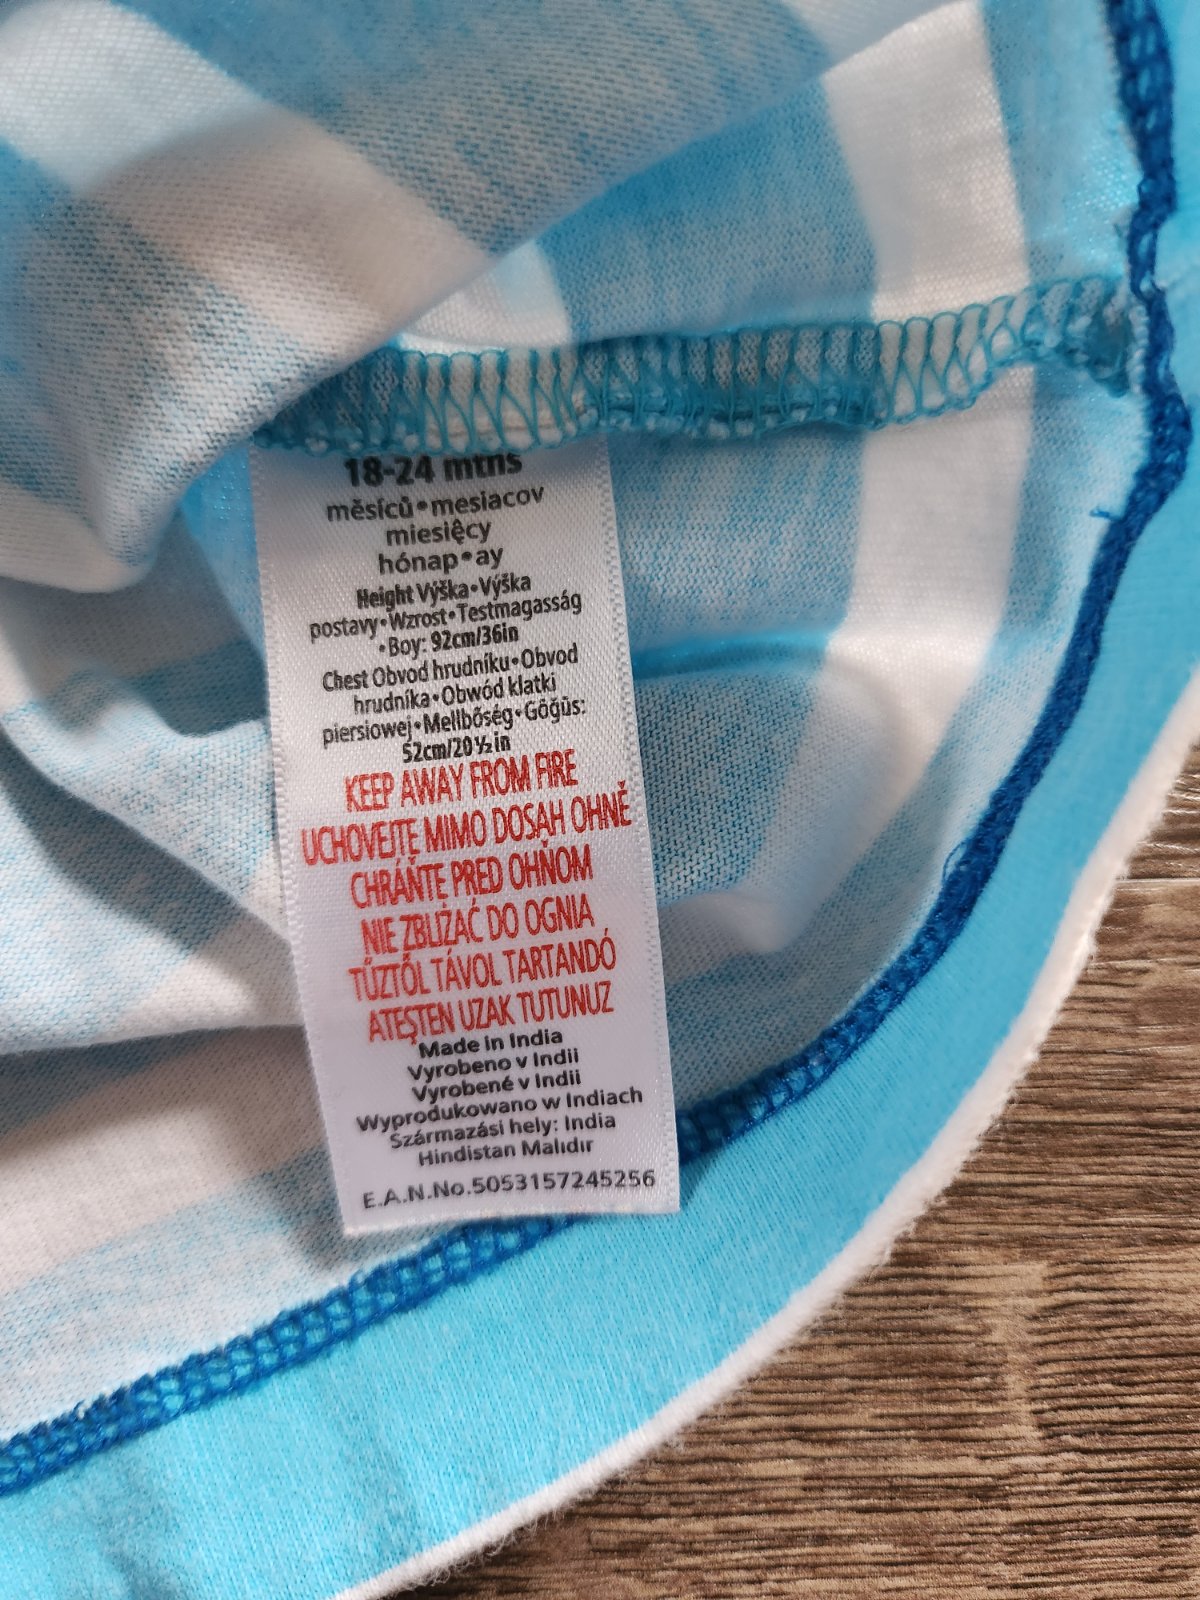 18-24 mtns
měsíců•mesiacov
miesięcy
hónap•ay
Height Výška•Výška
postavy•Wzrost•Testmagasság
•Boy: 92cm/36in
Chest Obvod hrudníku•Obvod
hrudníka•Obwód klatki
piersiowej•Mellbőség•Göğüs:
52cm/20½in
KEEP AWAY FROM FIRE
UCHOVEJTE MIMO DOSAH OHNĚ
CHRÁŇTE PRED OHŇOM
NIE ZBLIŻAĆ DO OGNIA
TŰZTŐL TÁVOL TARTANDÓ
ATEŞTEN UZAK TUTUNUZ
Made in India
Vyrobeno v Indii
Vyrobené v Indii
Wyprodukowano w Indiach
Származási hely: India
Hindistan Malıdır
E.A.N.No.5053157245256